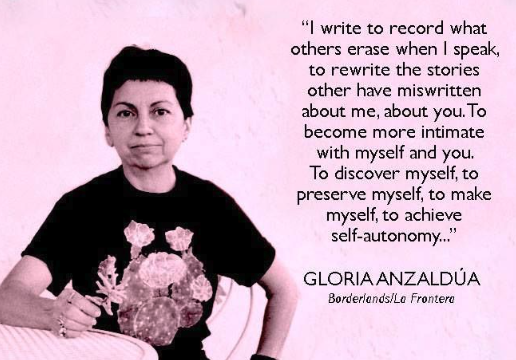 “I write to record what
others erase when I speak,
to rewrite the stories
other have miswritten
about me, about you. To
become more intimate
with myself and you.
To discover myself, to
preserve myself, to make
myself, to achieve
self-autonomy...”
GLORIA ANZALDÚA
Borderlands/La Frontera